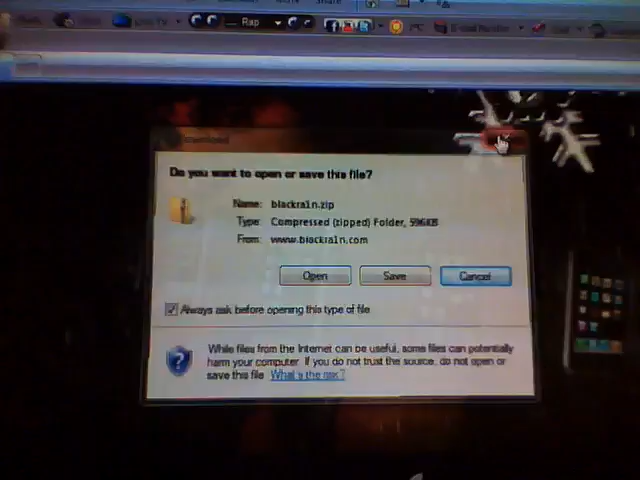 Rap
Do you want to open or save this file?
Name: blackra1n.zip
Type: Compressed (zipped) Folder, 596KB
From: www.blackra1n.com
Open Save Cancel
Always ask before opening this type of file
While files from the Internet can be useful, some files can potentially
harm your computer. If you do not trust the source, do not open or
save this file. What's the risk?